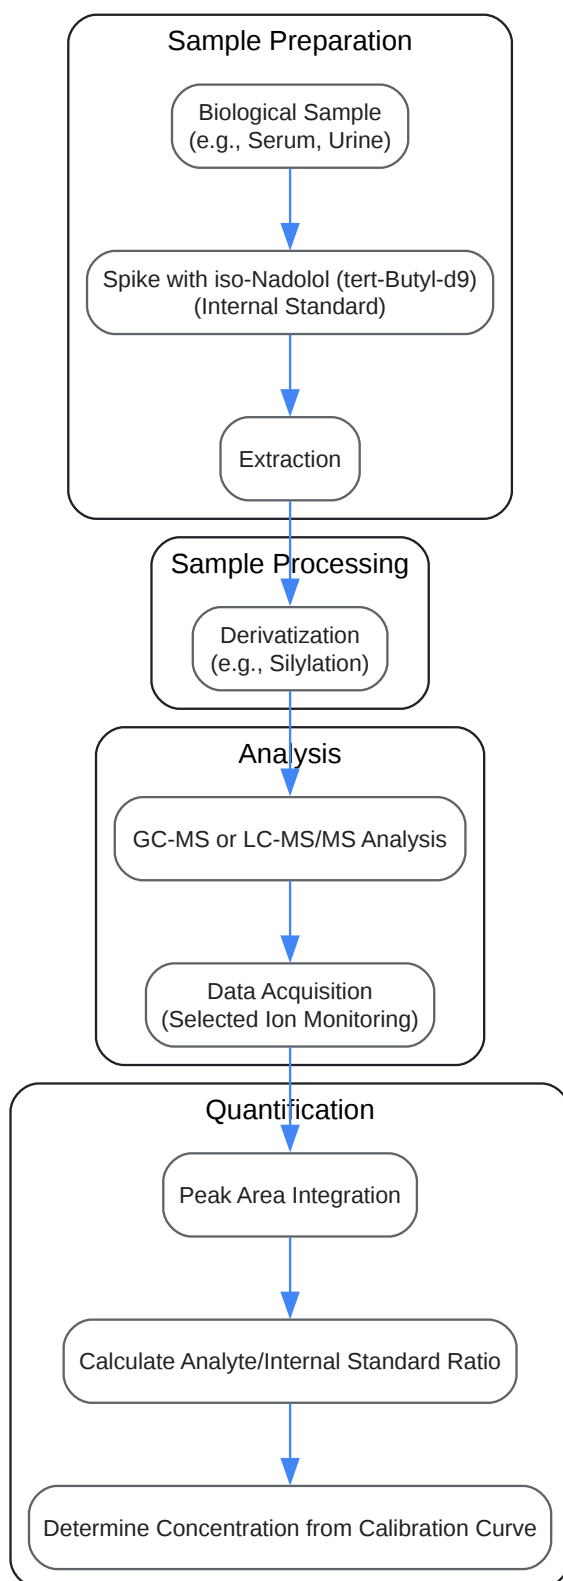 Sample Preparation
Biological Sample
(e.g., Serum, Urine)
Spike with iso-Nadolol (tert-Butyl-d9)
(Internal Standard)
Extraction
Sample Processing
Derivatization
(e.g., Silylation)
Analysis
GC-MS or LC-MS/MS Analysis
Data Acquisition
(Selected Ion Monitoring)
Quantification
Peak Area Integration
Calculate Analyte/Internal Standard Ratio
Determine Concentration from Calibration Curve